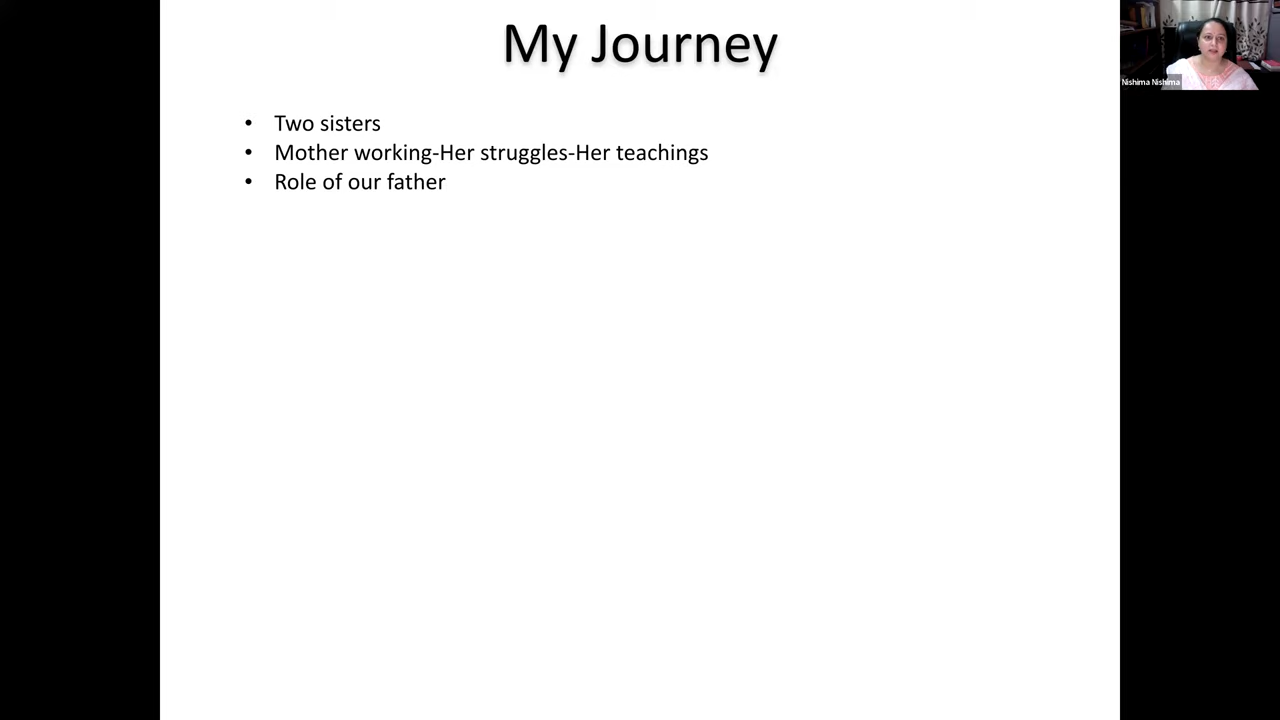 My Journey
• Two sisters
• Mother working-Her struggles-Her teachings
• Role of our father
Nishima Nishima